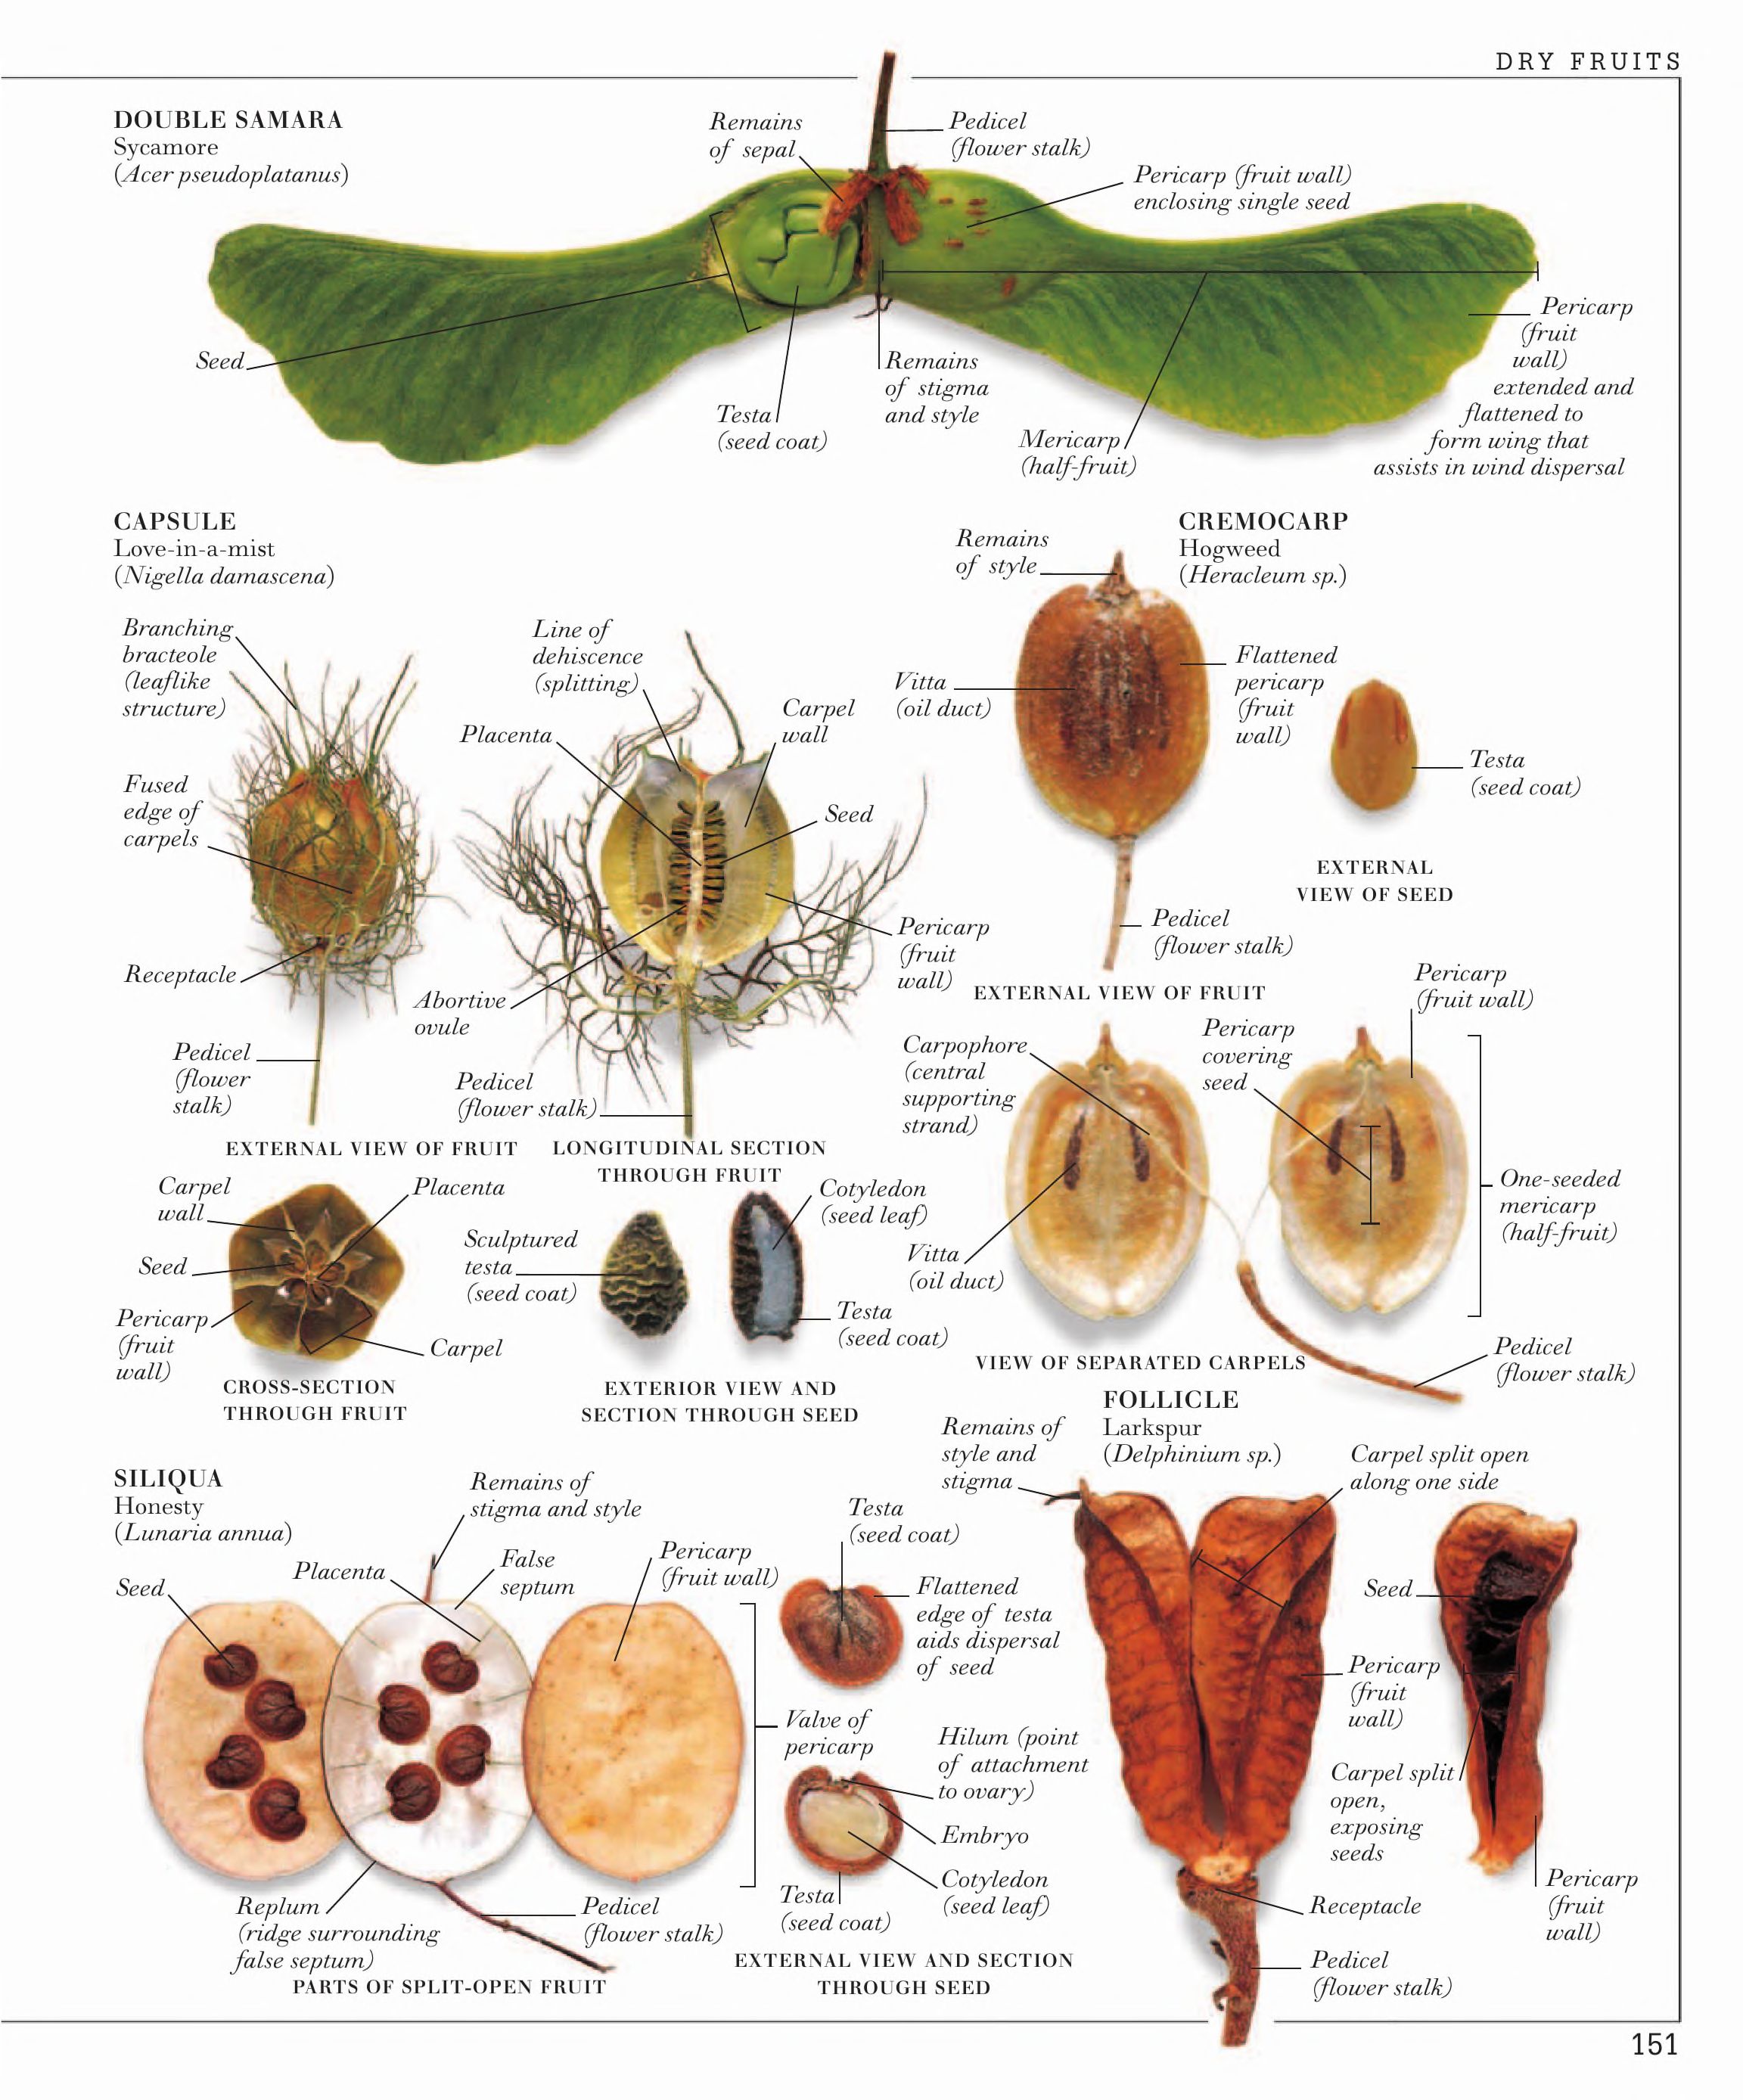 DRY FRUITS
DOUBLE SAMARA
Sycamore
(Acer pseudoplatanus)
Remains
of sepal
Pedicel
(flower stalk)
Pericarp (fruit wall)
enclosing single seed
Seed
Testa
(seed coat)
Remains
of stigma
and style
Mericarp
(half-fruit)
Pericarp
(fruit
wall)
extended and
flattened to
form wing that
assists in wind dispersal
CAPSULE
Love-in-a-mist
(Nigella damascena)
Branching
bracteole
(leaflike
structure)
Fused
edge of
carpels
Receptacle
Pedicel
(flower
stalk)
EXTERNAL VIEW OF FRUIT
Line of
dehiscence
(splitting)
Placenta
Carpel
wall
Seed
Pericarp
(fruit
wall)
Abortive
ovule
Pedicel
(flower stalk)
LONGITUDINAL SECTION
THROUGH FRUIT
Carpel
wall
Placenta
Seed
Pericarp
(fruit
wall)
Carpel
CROSS-SECTION
THROUGH FRUIT
Sculptured
testa
(seed coat)
Cotyledon
(seed leaf)
Testa
(seed coat)
EXTERIOR VIEW AND
SECTION THROUGH SEED
CREMOCARP
Hogweed
(Heracleum sp.)
Remains
of style
Vitta
(oil duct)
Flattened
pericarp
(fruit
wall)
Testa
(seed coat)
EXTERNAL
VIEW OF SEED
Pedicel
(flower stalk)
EXTERNAL VIEW OF FRUIT
Pericarp
(fruit wall)
Carpophore
(central
supporting
strand)
Pericarp
covering
seed
One-seeded
mericarp
(half-fruit)
Vitta
(oil duct)
Pedicel
(flower stalk)
VIEW OF SEPARATED CARPELS
SILIQUA
Honesty
(Lunaria annua)
Remains of
stigma and style
Seed
Placenta
False
septum
Pericarp
(fruit wall)
Valve of
pericarp
Replum
(ridge surrounding
false septum)
Pedicel
(flower stalk)
PARTS OF SPLIT-OPEN FRUIT
Testa
(seed coat)
Flattened
edge of testa
aids dispersal
of seed
Hilum (point
of attachment
to ovary)
Embryo
Cotyledon
(seed leaf)
Testa
(seed coat)
EXTERNAL VIEW AND SECTION
THROUGH SEED
FOLLICLE
Larkspur
(Delphinium sp.)
Remains of
style and
stigma
Carpel split open
along one side
Seed
Pericarp
(fruit
wall)
Carpel split
open,
exposing
seeds
Receptacle
Pericarp
(fruit
wall)
Pedicel
(flower stalk)
151